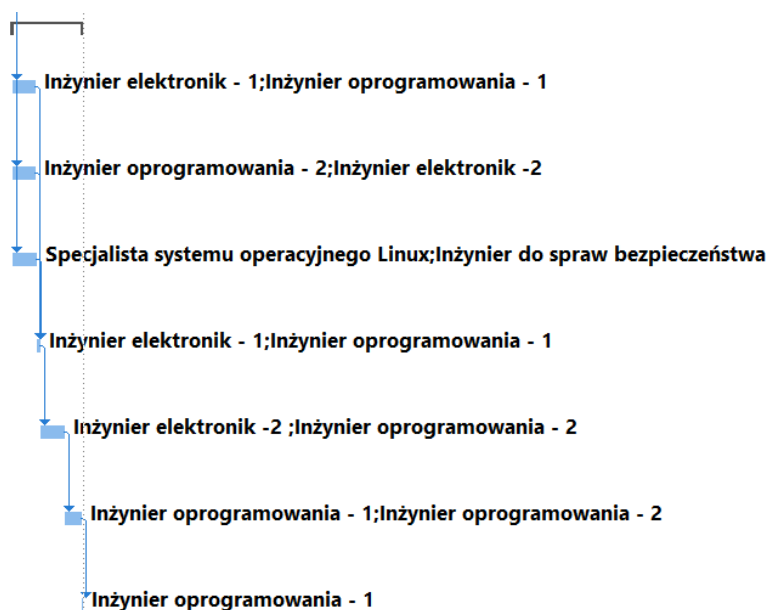 Inżynier elektronik - 1;Inżynier oprogramowania - 1
Inżynier oprogramowania - 2;Inżynier elektronik -2
Specjalista systemu operacyjnego Linux;Inżynier do spraw bezpieczeństwa
Inżynier elektronik - 1;Inżynier oprogramowania - 1
Inżynier elektronik -2 ;Inżynier oprogramowania - 2
Inżynier oprogramowania - 1;Inżynier oprogramowania - 2
Inżynier oprogramowania - 1